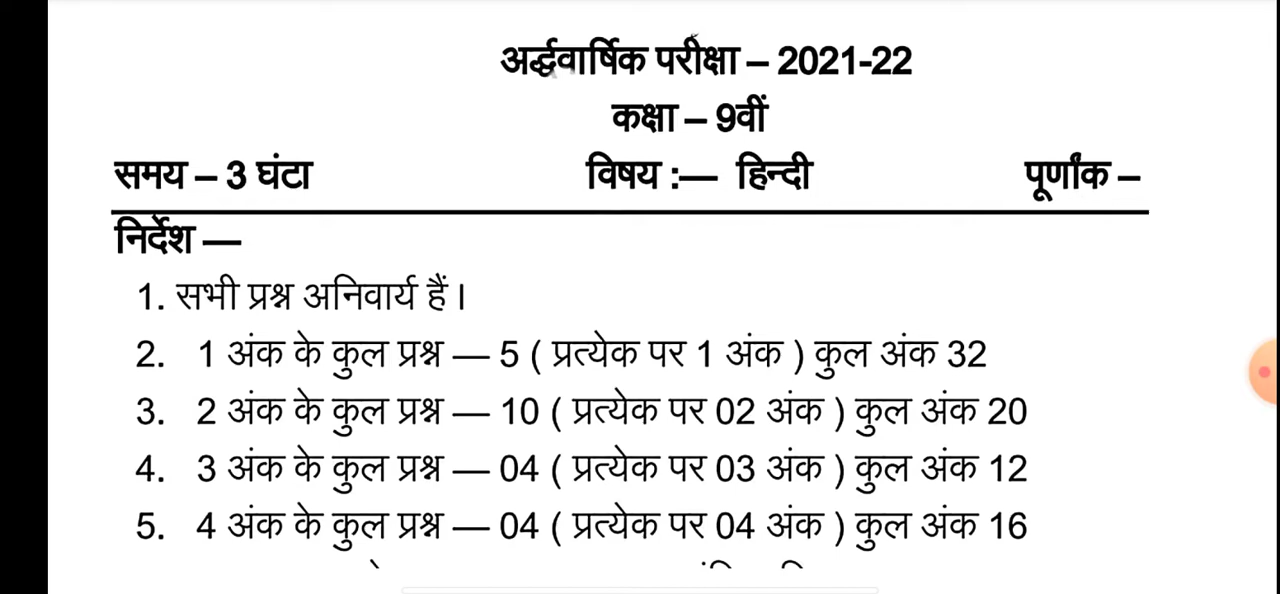 अर्द्धवार्षिक परीक्षा – 2021-22
कक्षा – 9वीं
समय – 3 घंटा विषय :— हिन्दी पूर्णांक –
निर्देश —
1. सभी प्रश्न अनिवार्य हैं।
2. 1 अंक के कुल प्रश्न — 5 ( प्रत्येक पर 1 अंक ) कुल अंक 32
3. 2 अंक के कुल प्रश्न — 10 ( प्रत्येक पर 02 अंक ) कुल अंक 20
4. 3 अंक के कुल प्रश्न — 04 ( प्रत्येक पर 03 अंक ) कुल अंक 12
5. 4 अंक के कुल प्रश्न — 04 ( प्रत्येक पर 04 अंक ) कुल अंक 16